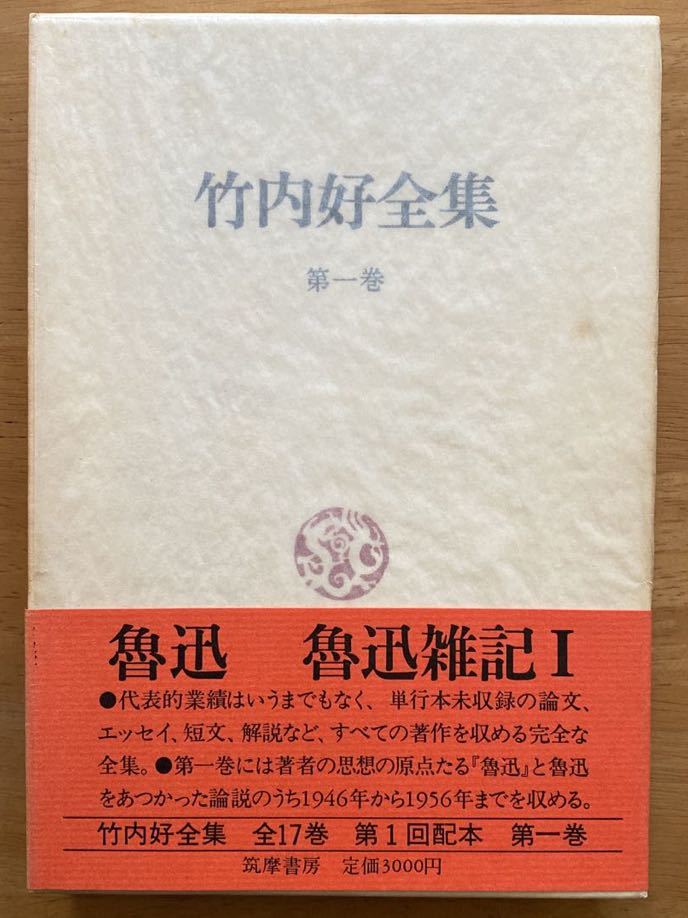 竹内好全集
第一巻
魯迅 魯迅雑記I
●代表的業績はいうまでもなく、単行本未収録の論文、
エッセイ、短文、解説など、すべての著作を収める完全な
全集。●第一巻には著者の思想の原点たる『魯迅』と魯迅
をあつかった論説のうち1946年から1956年までを収める。
竹内好全集 全17巻 第1回配本 第一巻
筑摩書房 定価3000円